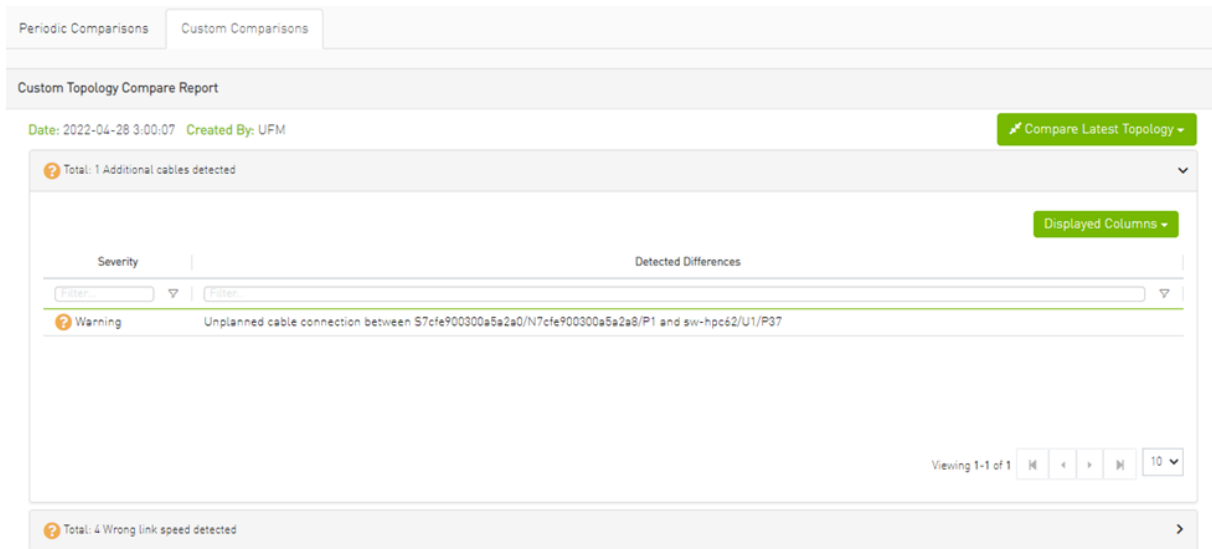 Periodic Comparisons Custom Comparisons
Custom Topology Compare Report
Date: 2022-04-28 3:00:07 Created By: UFM
Compare Latest Topology
Total: 1 Additional cables detected
Displayed Columns
Severity Detected Differences
Filter... Filter...
Warning Unplanned cable connection between S7cfe900300a5a2a0/N7cfe900300a5a2a8/P1 and sw-hpc62/U1/P37
Viewing 1-1 of 1 10
Total: 4 Wrong link speed detected